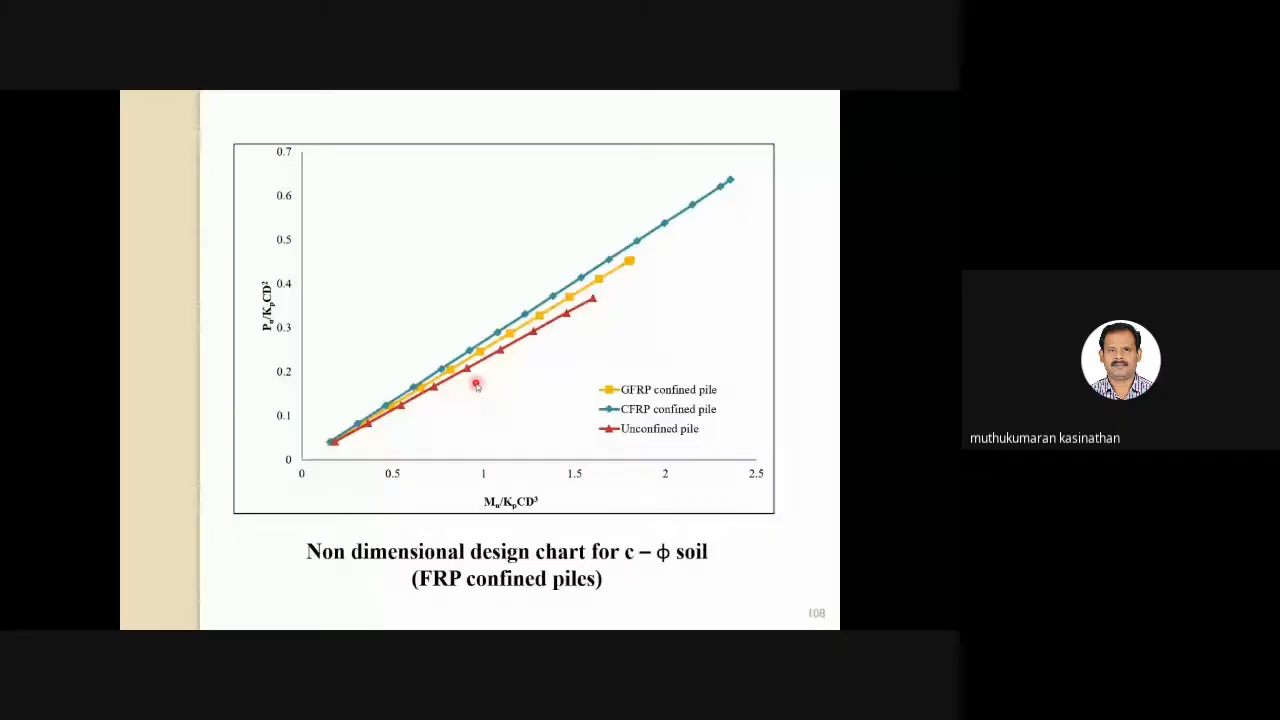 0.7
0.6
0.5
0.4
0.3
0.2
0.1
0
Pu/KpCD²
0 0.5 1 1.5 2 2.5
Mu/KpCD³
GFRP confined pile
CFRP confined pile
Unconfined pile
Non dimensional design chart for c – ϕ soil
(FRP confined piles)
108
muthukumaran kasinathan